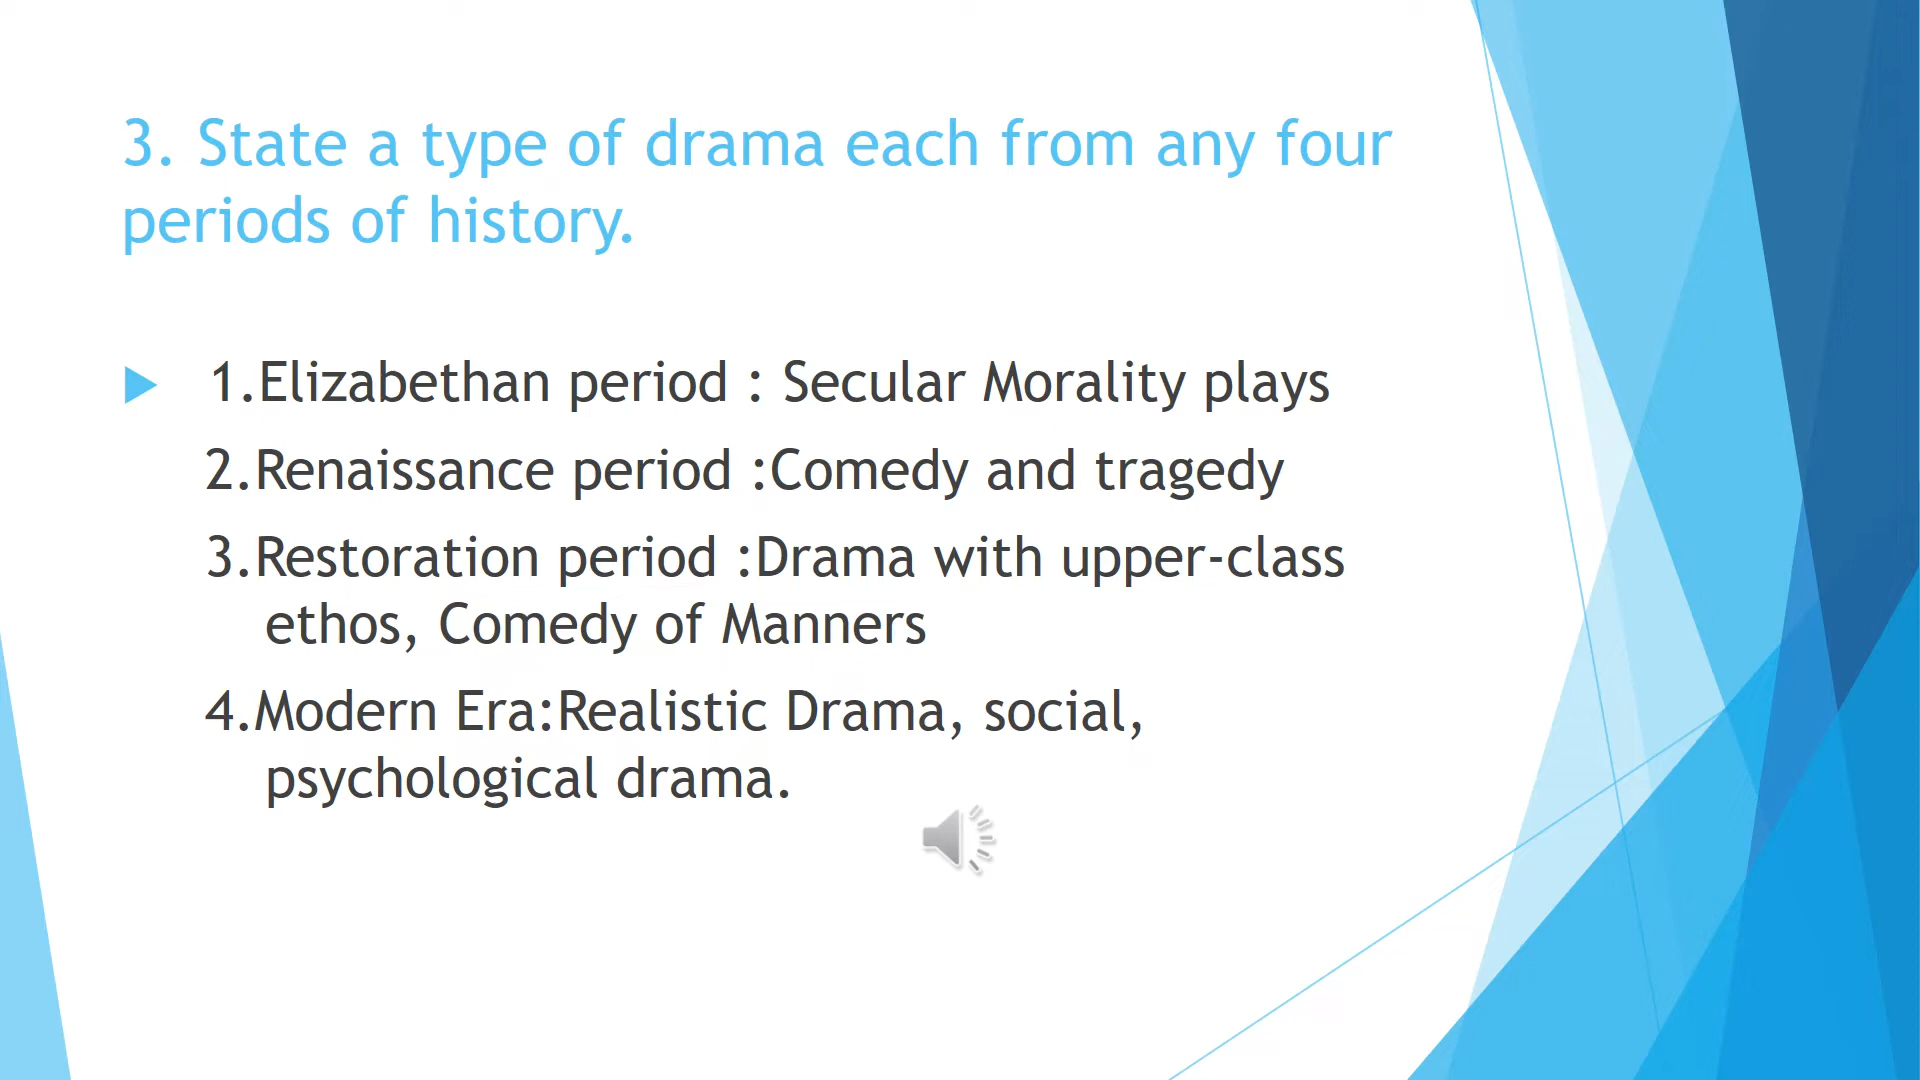 3. State a type of drama each from any four
periods of history.
1.Elizabethan period : Secular Morality plays
2.Renaissance period :Comedy and tragedy
3.Restoration period :Drama with upper-class
ethos, Comedy of Manners
4.Modern Era:Realistic Drama, social,
psychological drama.